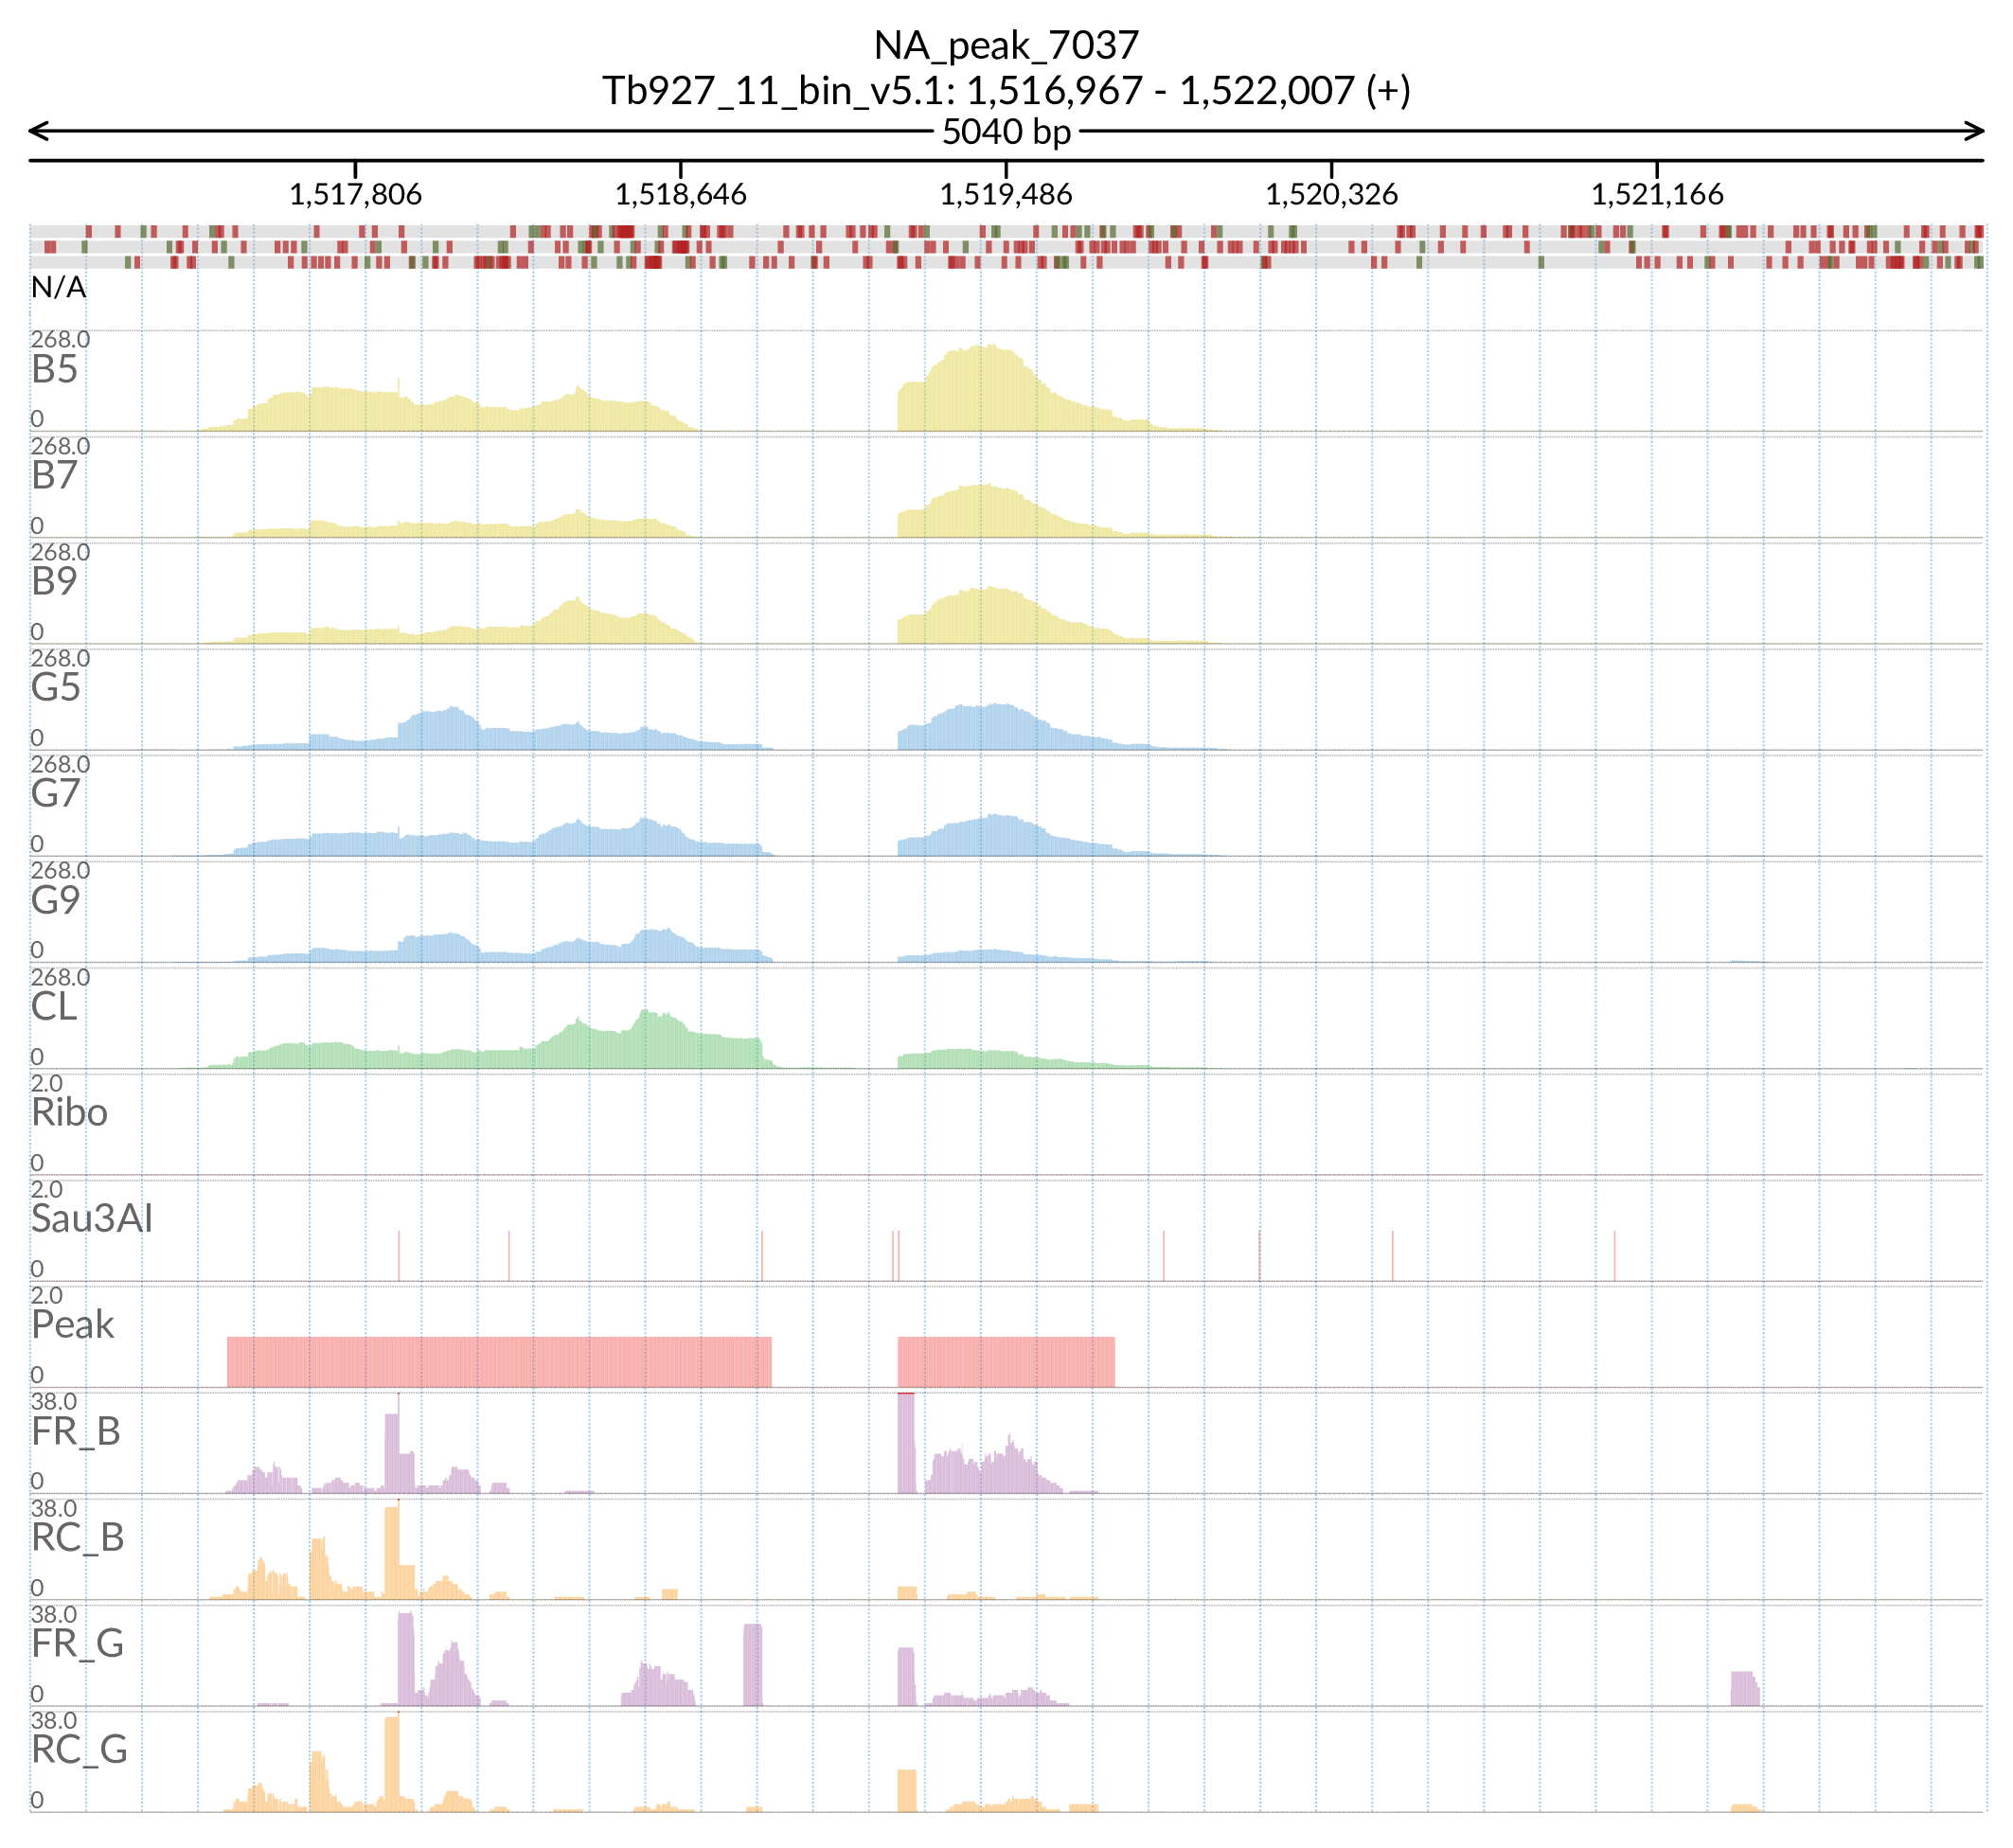 NA_peak_7037
Tb927_11_bin_v5.1: 1,516,967 - 1,522,007 (+)
5040 bp
1,517,806 1,518,646 1,519,486 1,520,326 1,521,166
N/A
268.0
B5
0
268.0
B7
0
268.0
B9
0
268.0
G5
0
268.0
G7
0
268.0
G9
0
268.0
CL
0
2.0
Ribo
0
2.0
Sau3AI
0
2.0
Peak
0
38.0
FR_B
0
38.0
RC_B
0
38.0
FR_G
0
38.0
RC_G
0